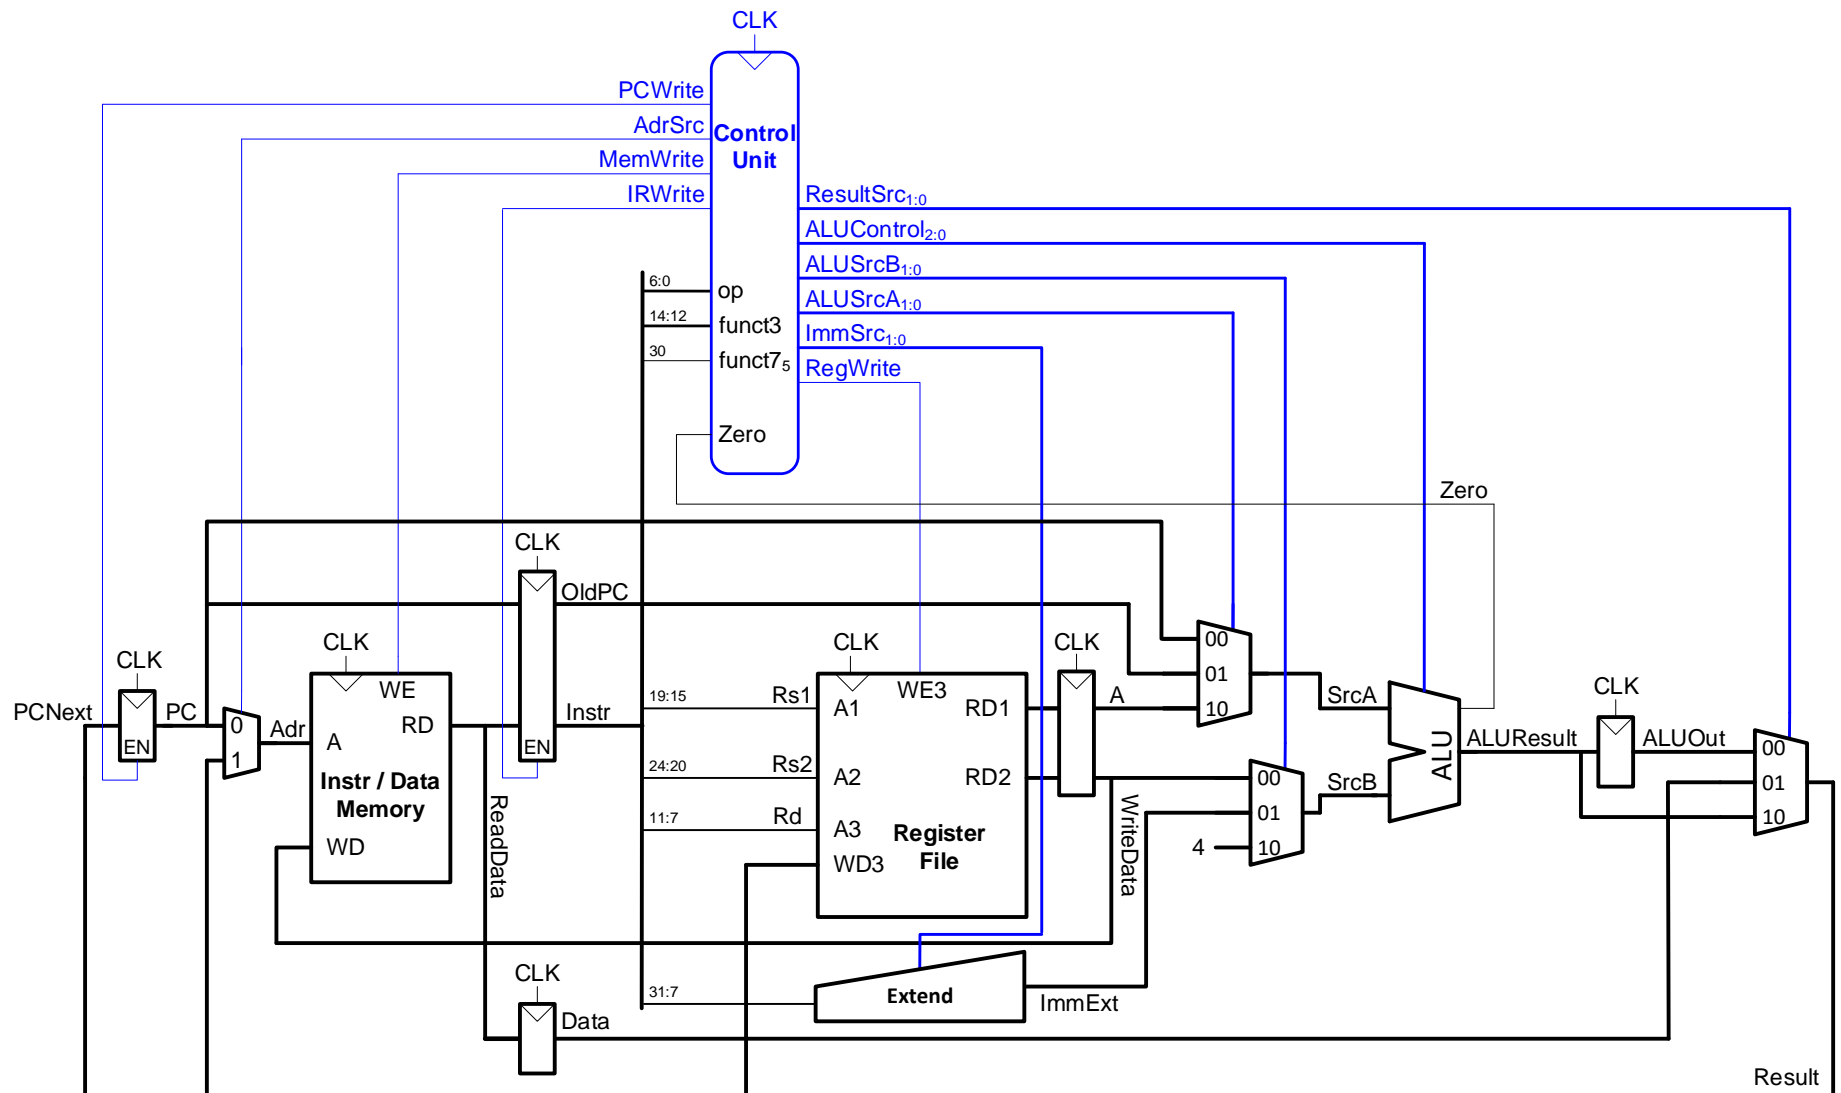 CLK
PCWrite
AdrSrc
MemWrite
IRWrite
Control
Unit
ResultSrc1:0
ALUControl2:0
ALUSrcB1:0
ALUSrcA1:0
ImmSrc1:0
RegWrite
6:0
op
14:12
funct3
30
funct75
Zero
Zero
CLK
OldPC
CLK
PCNext
EN
PC
0
1
Adr
CLK
WE
RD
A
Instr / Data
Memory
WD
ReadData
EN
Instr
19:15
Rs1
24:20
Rs2
11:7
Rd
31:7
CLK
WE3
A1
RD1
A2
RD2
A3
Register
File
WD3
CLK
A
WriteData
00
01
10
SrcA
00
01
4
10
SrcB
ALU
ALUResult
CLK
ALUOut
00
01
10
Extend
ImmExt
CLK
Data
Result